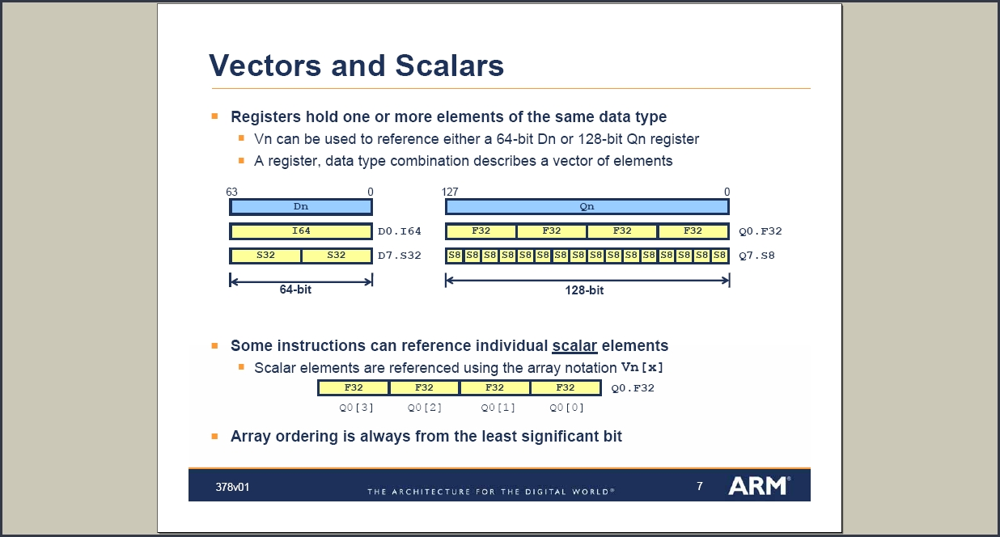 Vectors and Scalars
Registers hold one or more elements of the same data type
Vn can be used to reference either a 64-bit Dn or 128-bit Qn register
A register, data type combination describes a vector of elements
63 0 127 0
Dn Qn
I64 D0.I64 F32 F32 F32 F32 Q0.F32
S32 S32 D7.S32 S8 S8 S8 S8 S8 S8 S8 S8 S8 S8 S8 S8 S8 S8 S8 S8 Q7.S8
64-bit 128-bit
Some instructions can reference individual scalar elements
Scalar elements are referenced using the array notation Vn[x]
F32 F32 F32 F32 Q0.F32
Q0[3] Q0[2] Q0[1] Q0[0]
Array ordering is always from the least significant bit
378v01 THE ARCHITECTURE FOR THE DIGITAL WORLD® 7 ARM®